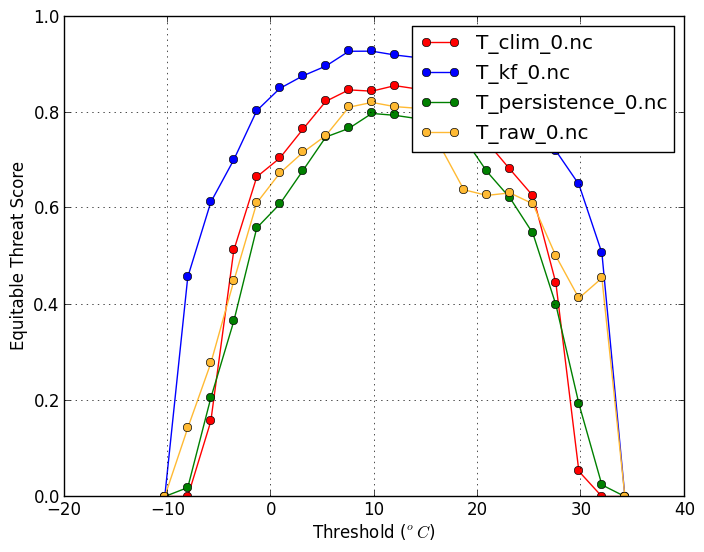 1.0
0.8
0.6
0.4
0.2
0.0
Equitable Threat Score
T_clim_0.nc
T_kf_0.nc
T_persistence_0.nc
T_raw_0.nc
−20
−10
0
10
20
30
40
Threshold (° C)